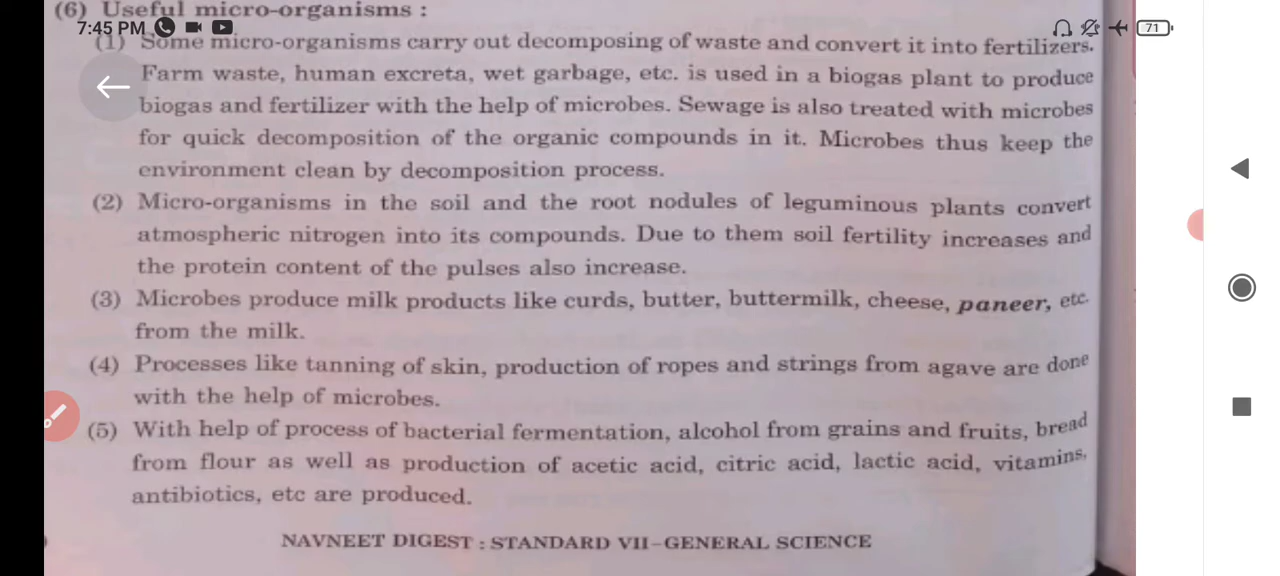 (6) Useful micro-organisms :
7:45 PM 71
(1) Some micro-organisms carry out decomposing of waste and convert it into fertilizers.
Farm waste, human excreta, wet garbage, etc. is used in a biogas plant to produce
biogas and fertilizer with the help of microbes. Sewage is also treated with microbes
for quick decomposition of the organic compounds in it. Microbes thus keep the
environment clean by decomposition process.
(2) Micro-organisms in the soil and the root nodules of leguminous plants convert
atmospheric nitrogen into its compounds. Due to them soil fertility increases and
the protein content of the pulses also increase.
(3) Microbes produce milk products like curds, butter, buttermilk, cheese, paneer, etc.
from the milk.
(4) Processes like tanning of skin, production of ropes and strings from agave are done
with the help of microbes.
(5) With help of process of bacterial fermentation, alcohol from grains and fruits, bread
from flour as well as production of acetic acid, citric acid, lactic acid, vitamins,
antibiotics, etc are produced.
NAVNEET DIGEST : STANDARD VII–GENERAL SCIENCE